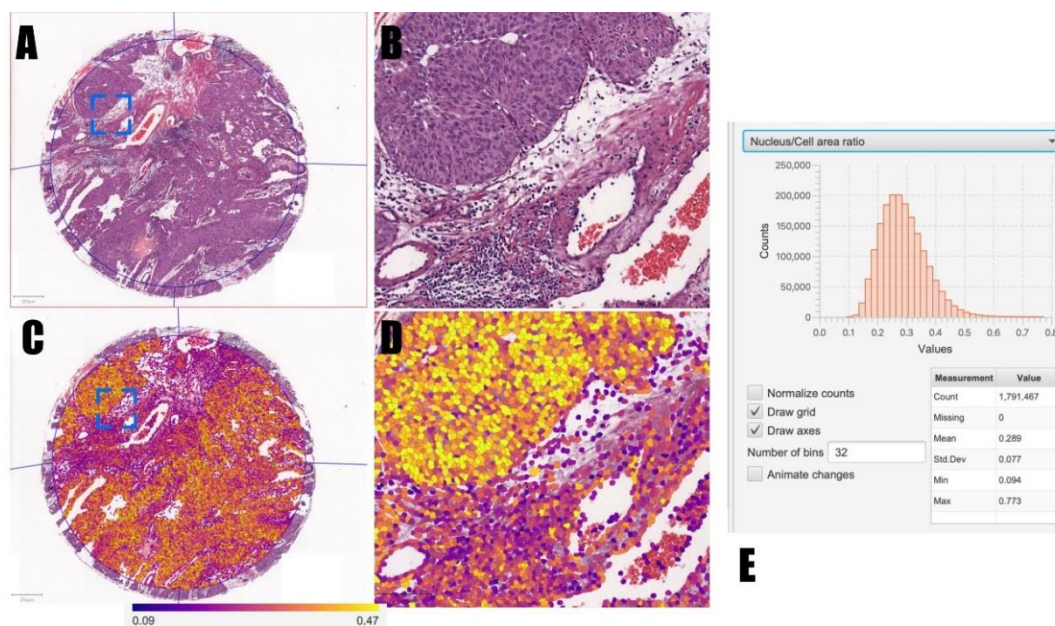 A
B
C
D
0.09 0.47
Nucleus/Cell area ratio
250,000
200,000
150,000
100,000
50,000
0
Counts
0.0 0.1 0.2 0.3 0.4 0.5 0.6 0.7 0.8
Values
Normalize counts
Draw grid
Draw axes
Number of bins 32
Animate changes
Measurement Value
Count 1,791,467
Missing 0
Mean 0.289
Std.Dev 0.077
Min 0.094
Max 0.773
E